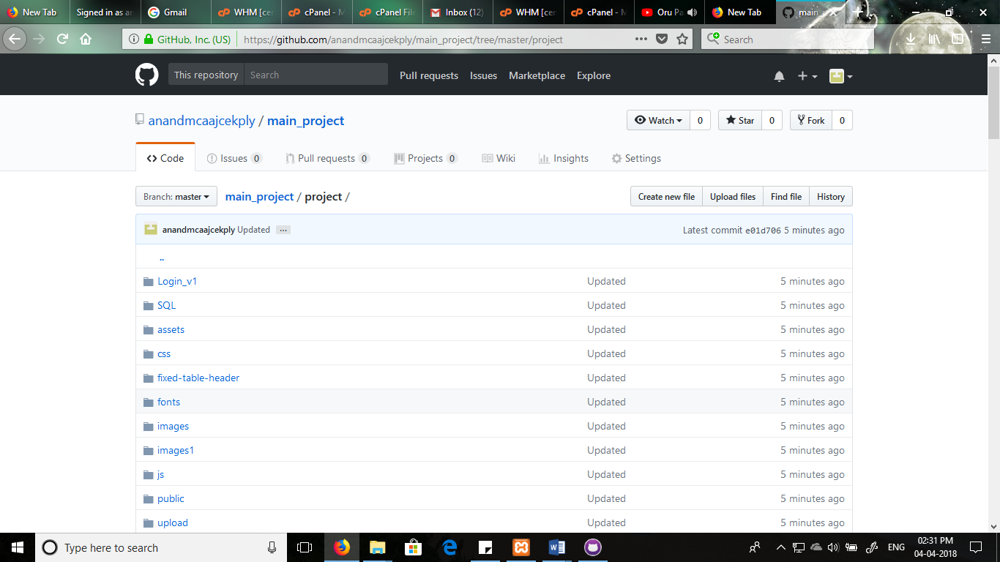 New Tab Signed in as an Gmail WHM [cer cPanel - M cPanel File Inbox (12) WHM [cer cPanel - M Oru Pa New Tab main_
GitHub, Inc. (US) https://github.com/anandmcaajcekply/main_project/tree/master/project Search
This repository Search Pull requests Issues Marketplace Explore
anandmcaajcekply / main_project Watch 0 Star 0 Fork 0
Code Issues 0 Pull requests 0 Projects 0 Wiki Insights Settings
Branch: master main_project / project / Create new file Upload files Find file History
anandmcaajcekply Updated ... Latest commit e01d706 5 minutes ago
..
Login_v1 Updated 5 minutes ago
SQL Updated 5 minutes ago
assets Updated 5 minutes ago
css Updated 5 minutes ago
fixed-table-header Updated 5 minutes ago
fonts Updated 5 minutes ago
images Updated 5 minutes ago
images1 Updated 5 minutes ago
js Updated 5 minutes ago
public Updated 5 minutes ago
upload Updated 5 minutes ago
Type here to search ENG 02:31 PM
04-04-2018